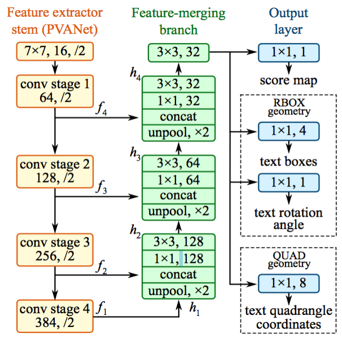 Feature extractor
stem (PVANet)
7×7, 16, /2
conv stage 1
64, /2
f4
conv stage 2
128, /2
f3
conv stage 3
256, /2
f2
conv stage 4
384, /2
f1
Feature-merging
branch
3×3, 32
h4
3×3, 32
1×1, 32
concat
unpool, ×2
h3
3×3, 64
1×1, 64
concat
unpool, ×2
h2
3×3, 128
1×1, 128
concat
unpool, ×2
h1
Output
layer
1×1, 1
score map
RBOX
geometry
1×1, 4
text boxes
1×1, 1
text rotation
angle
QUAD
geometry
1×1, 8
text quadrangle
coordinates